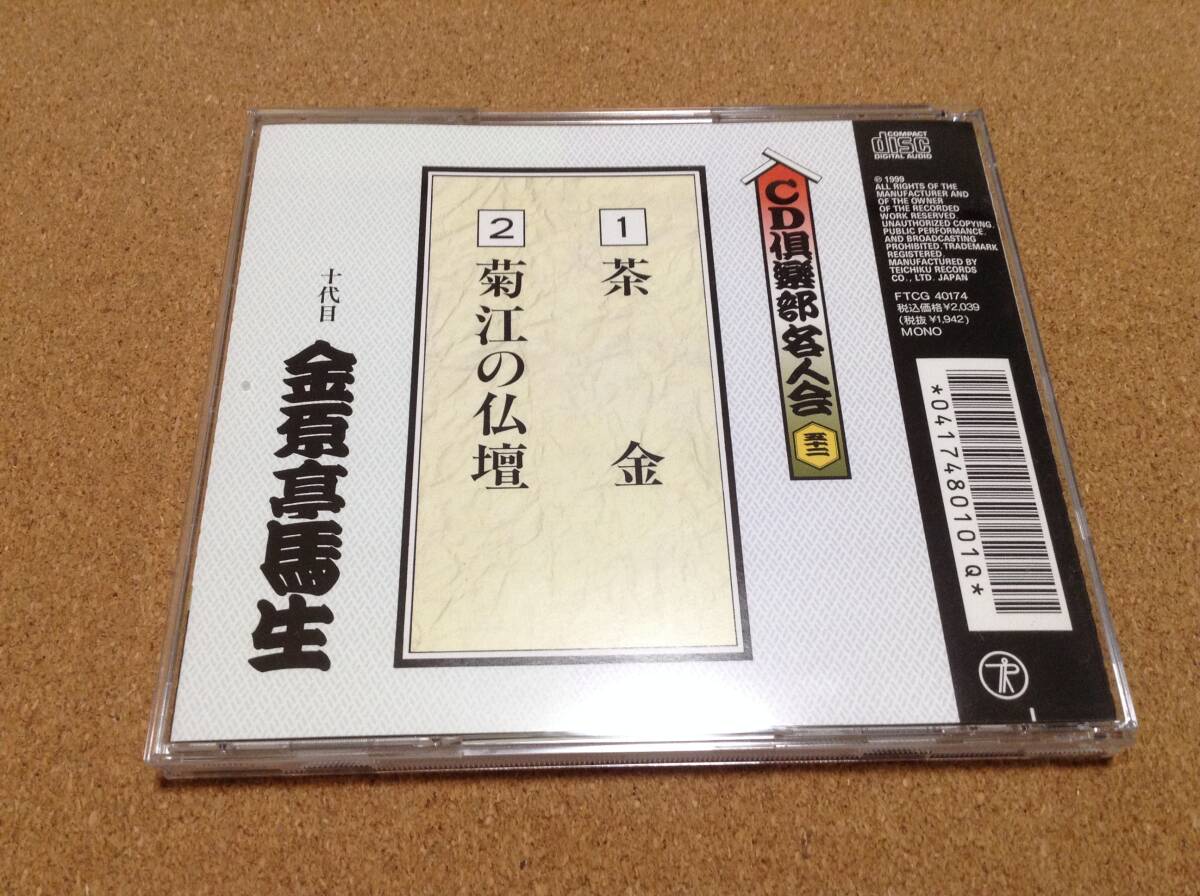 CD倶楽部名人会
五十二
1 茶金
2 菊江の仏壇
十代目
金原亭馬生
COMPACT
disc
DIGITAL AUDIO
℗ 1999
ALL RIGHTS OF THE
MANUFACTURER AND
OF THE OWNER
OF THE RECORDED
WORK RESERVED.
UNAUTHORIZED COPYING,
PUBLIC PERFORMANCE,
AND BROADCASTING
PROHIBITED. TRADEMARK
REGISTERED.
MANUFACTURED BY
TEICHIKU RECORDS
CO., LTD. JAPAN
FTCG 40174
税込価格¥2,039
(税抜 ¥1,942)
MONO
*0417480101Q*